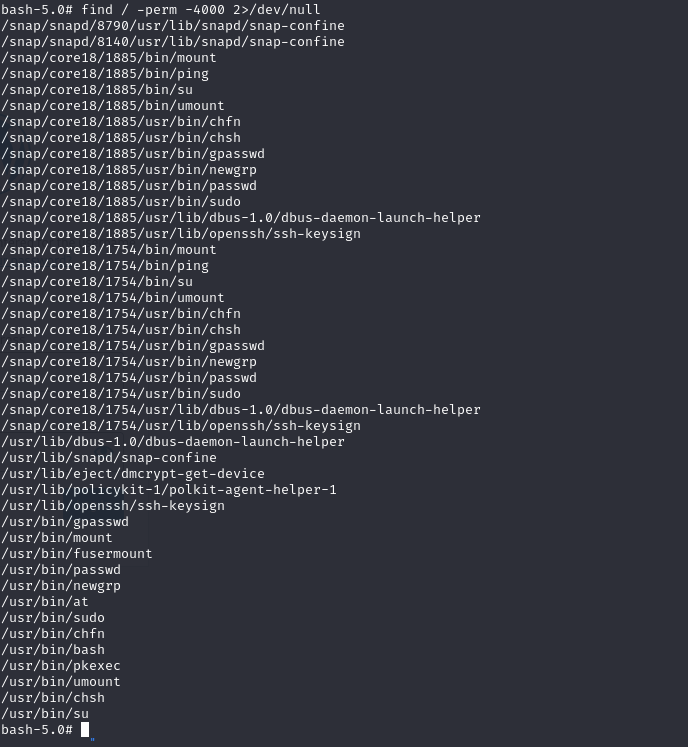 bash-5.0# find / -perm -4000 2>/dev/null
/snap/snapd/8790/usr/lib/snapd/snap-confine
/snap/snapd/8140/usr/lib/snapd/snap-confine
/snap/core18/1885/bin/mount
/snap/core18/1885/bin/ping
/snap/core18/1885/bin/su
/snap/core18/1885/bin/umount
/snap/core18/1885/usr/bin/chfn
/snap/core18/1885/usr/bin/chsh
/snap/core18/1885/usr/bin/gpasswd
/snap/core18/1885/usr/bin/newgrp
/snap/core18/1885/usr/bin/passwd
/snap/core18/1885/usr/bin/sudo
/snap/core18/1885/usr/lib/dbus-1.0/dbus-daemon-launch-helper
/snap/core18/1885/usr/lib/openssh/ssh-keysign
/snap/core18/1754/bin/mount
/snap/core18/1754/bin/ping
/snap/core18/1754/bin/su
/snap/core18/1754/bin/umount
/snap/core18/1754/usr/bin/chfn
/snap/core18/1754/usr/bin/chsh
/snap/core18/1754/usr/bin/gpasswd
/snap/core18/1754/usr/bin/newgrp
/snap/core18/1754/usr/bin/passwd
/snap/core18/1754/usr/bin/sudo
/snap/core18/1754/usr/lib/dbus-1.0/dbus-daemon-launch-helper
/snap/core18/1754/usr/lib/openssh/ssh-keysign
/usr/lib/dbus-1.0/dbus-daemon-launch-helper
/usr/lib/snapd/snap-confine
/usr/lib/eject/dmcrypt-get-device
/usr/lib/policykit-1/polkit-agent-helper-1
/usr/lib/openssh/ssh-keysign
/usr/bin/gpasswd
/usr/bin/mount
/usr/bin/fusermount
/usr/bin/passwd
/usr/bin/newgrp
/usr/bin/at
/usr/bin/sudo
/usr/bin/chfn
/usr/bin/bash
/usr/bin/pkexec
/usr/bin/umount
/usr/bin/chsh
/usr/bin/su
bash-5.0#